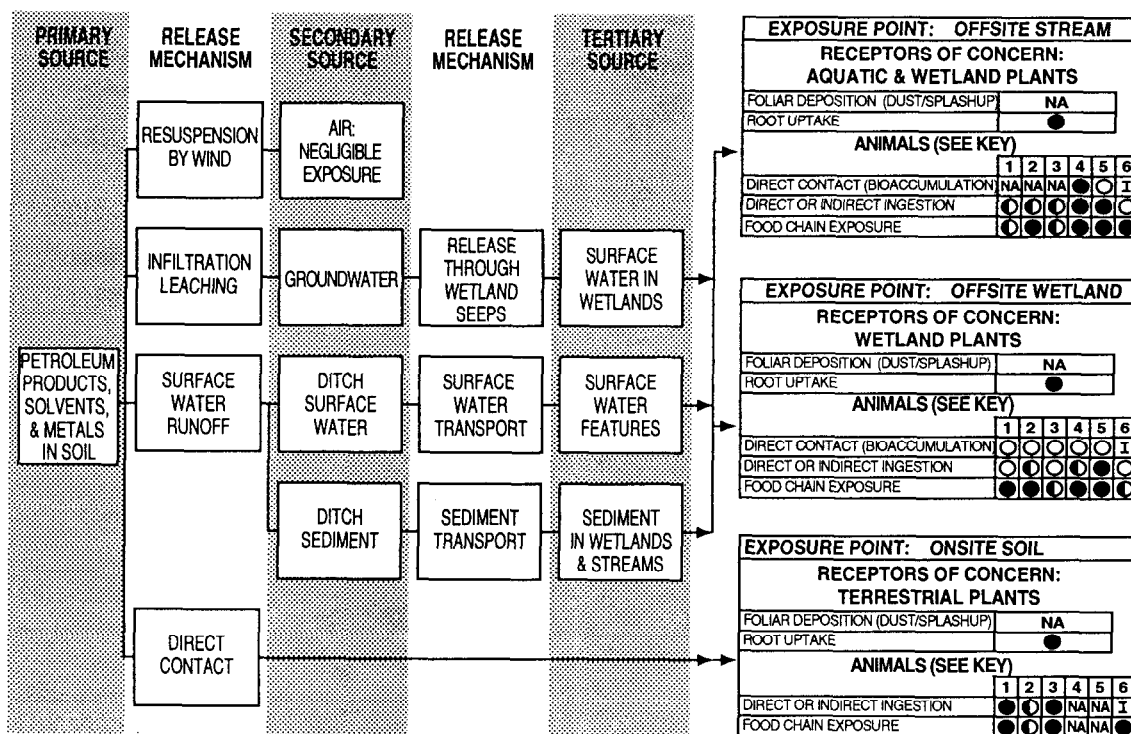 PRIMARY
SOURCE
RELEASE
MECHANISM
SECONDARY
SOURCE
RELEASE
MECHANISM
TERTIARY
SOURCE
PETROLEUM
PRODUCTS,
SOLVENTS,
& METALS
IN SOIL
RESUSPENSION
BY WIND
AIR:
NEGLIGIBLE
EXPOSURE
INFILTRATION
LEACHING
GROUNDWATER
RELEASE
THROUGH
WETLAND
SEEPS
SURFACE
WATER IN
WETLANDS
SURFACE
WATER
RUNOFF
DITCH
SURFACE
WATER
SURFACE
WATER
TRANSPORT
SURFACE
WATER
FEATURES
DITCH
SEDIMENT
SEDIMENT
TRANSPORT
SEDIMENT
IN WETLANDS
& STREAMS
DIRECT
CONTACT
EXPOSURE POINT: OFFSITE STREAM
RECEPTORS OF CONCERN:
AQUATIC & WETLAND PLANTS
FOLIAR DEPOSITION (DUST/SPLASHUP) NA
ROOT UPTAKE
ANIMALS (SEE KEY)
1 2 3 4 5 6
DIRECT CONTACT (BIOACCUMULATION) NA NA NA I
DIRECT OR INDIRECT INGESTION
FOOD CHAIN EXPOSURE
EXPOSURE POINT: OFFSITE WETLAND
RECEPTORS OF CONCERN:
WETLAND PLANTS
FOLIAR DEPOSITION (DUST/SPLASHUP) NA
ROOT UPTAKE
ANIMALS (SEE KEY)
1 2 3 4 5 6
DIRECT CONTACT (BIOACCUMULATION) I
DIRECT OR INDIRECT INGESTION
FOOD CHAIN EXPOSURE
EXPOSURE POINT: ONSITE SOIL
RECEPTORS OF CONCERN:
TERRESTRIAL PLANTS
FOLIAR DEPOSITION (DUST/SPLASHUP) NA
ROOT UPTAKE
ANIMALS (SEE KEY)
1 2 3 4 5 6
DIRECT OR INDIRECT INGESTION NA NA I
FOOD CHAIN EXPOSURE NA NA